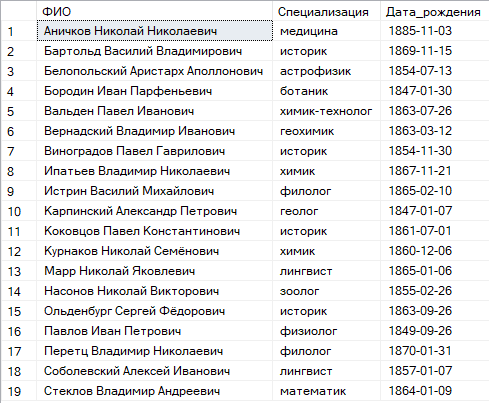 ФИО Специализация Дата_рождения
1 Аничков Николай Николаевич медицина 1885-11-03
2 Бартольд Василий Владимирович историк 1869-11-15
3 Белопольский Аристарх Аполлонович астрофизик 1854-07-13
4 Бородин Иван Парфеньевич ботаник 1847-01-30
5 Вальден Павел Иванович химик-технолог 1863-07-26
6 Вернадский Владимир Иванович геохимик 1863-03-12
7 Виноградов Павел Гаврилович историк 1854-11-30
8 Ипатьев Владимир Николаевич химик 1867-11-21
9 Истрин Василий Михайлович филолог 1865-02-10
10 Карпинский Александр Петрович геолог 1847-01-07
11 Коковцов Павел Константинович историк 1861-07-01
12 Курнаков Николай Семёнович химик 1860-12-06
13 Марр Николай Яковлевич лингвист 1865-01-06
14 Насонов Николай Викторович зоолог 1855-02-26
15 Ольденбург Сергей Фёдорович историк 1863-09-26
16 Павлов Иван Петрович физиолог 1849-09-26
17 Перетц Владимир Николаевич филолог 1870-01-31
18 Соболевский Алексей Иванович лингвист 1857-01-07
19 Стеклов Владимир Андреевич математик 1864-01-09